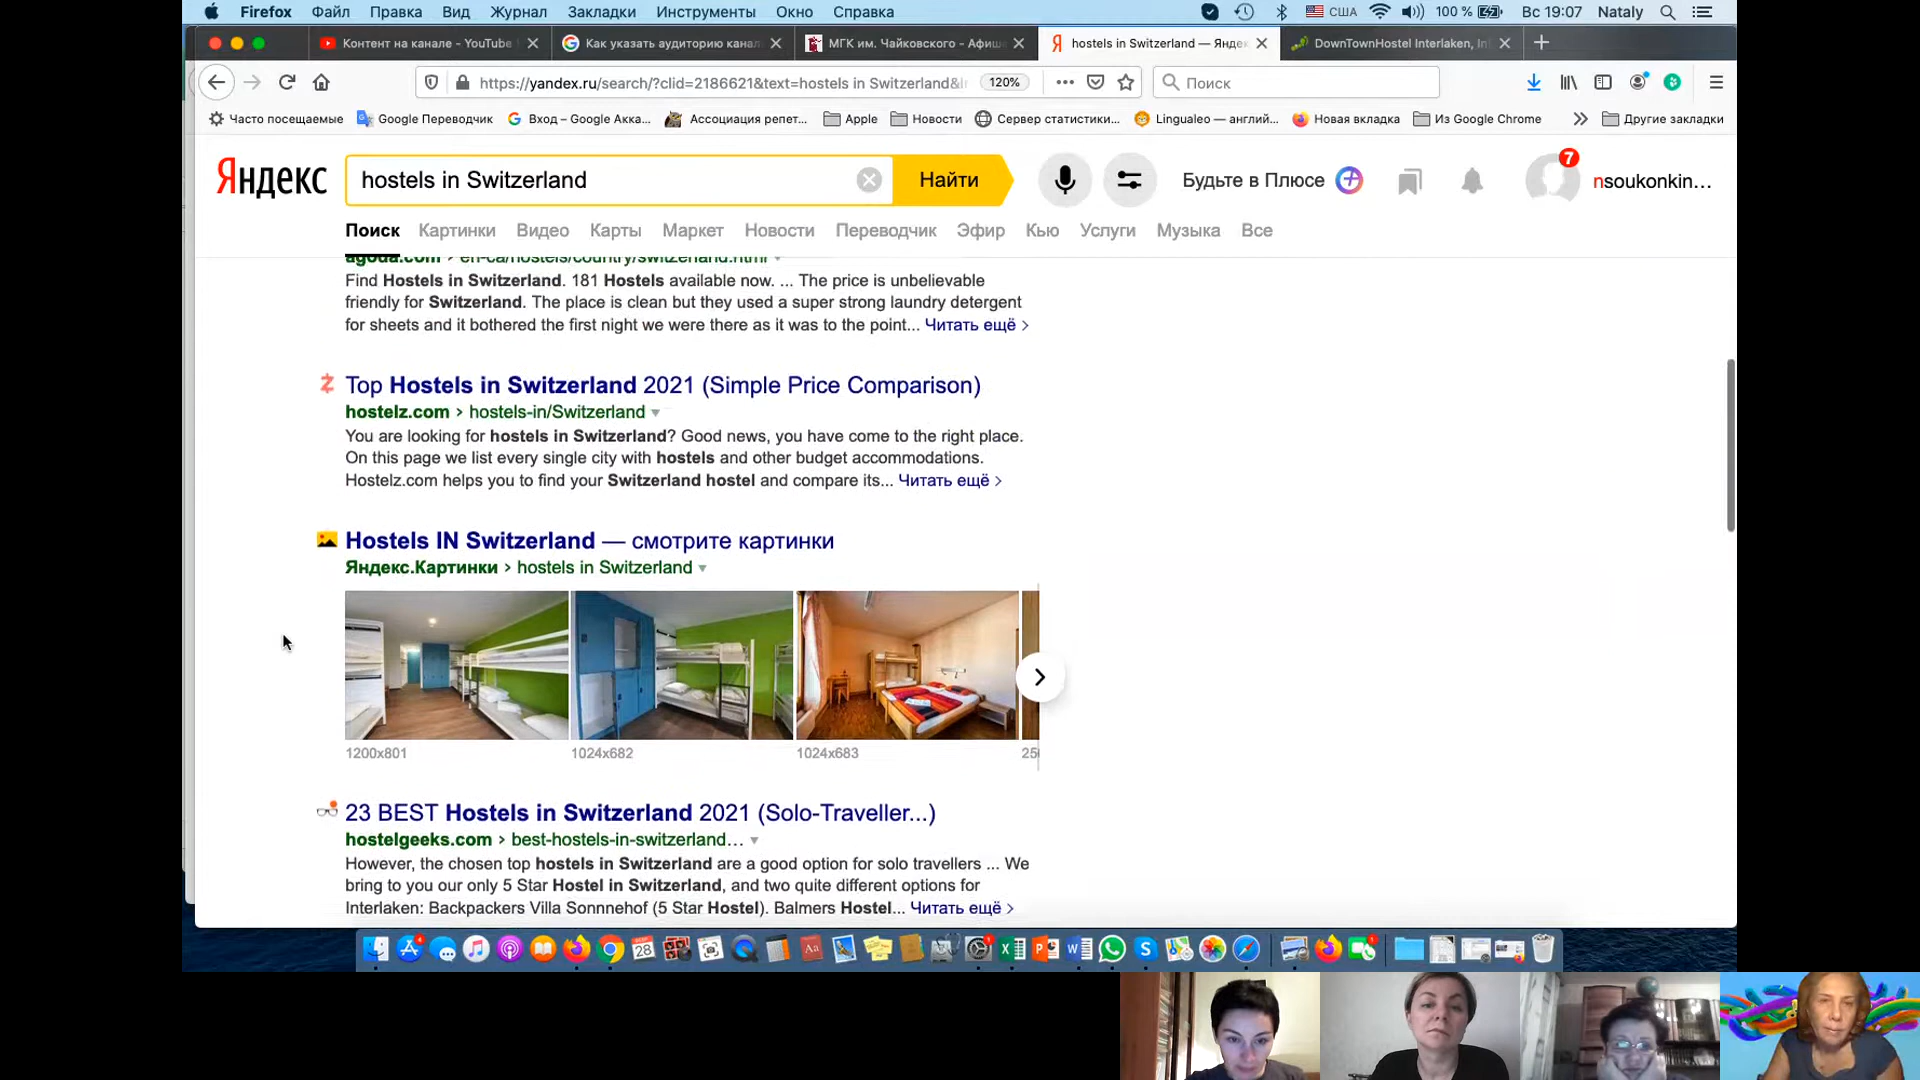 Firefox Файл Правка Вид Журнал Закладки Инструменты Окно Справка США 100 % Вс 19:07 Nataly
Контент на канале - YouTube
Как указать аудиторию канал
МГК им. Чайковского - Афиша
hostels in Switzerland — Яндек
DownTownHostel Interlaken, In
https://yandex.ru/search/?clid=2186621&text=hostels in Switzerland&lr 120% Поиск
Часто посещаемые Google Переводчик Вход – Google Акка... Ассоциация репет... Apple Новости Сервер статистики... Lingualeo — англий... Новая вкладка Из Google Chrome Другие закладки
Яндекс hostels in Switzerland Найти Будьте в Плюсе 7 nsoukonkin...
Поиск Картинки Видео Карты Маркет Новости Переводчик Эфир Кью Услуги Музыка Все
agoda.com › en-ca/hostels/country/switzerland.html
Find Hostels in Switzerland. 181 Hostels available now. ... The price is unbelievable
friendly for Switzerland. The place is clean but they used a super strong laundry detergent
for sheets and it bothered the first night we were there as it was to the point... Читать ещё >
Top Hostels in Switzerland 2021 (Simple Price Comparison)
hostelz.com › hostels-in/Switzerland
You are looking for hostels in Switzerland? Good news, you have come to the right place.
On this page we list every single city with hostels and other budget accommodations.
Hostelz.com helps you to find your Switzerland hostel and compare its... Читать ещё >
Hostels IN Switzerland — смотрите картинки
Яндекс.Картинки › hostels in Switzerland
1200x801 1024x682 1024x683 25
23 BEST Hostels in Switzerland 2021 (Solo-Traveller...)
hostelgeeks.com › best-hostels-in-switzerland...
However, the chosen top hostels in Switzerland are a good option for solo travellers ... We
bring to you our only 5 Star Hostel in Switzerland, and two quite different options for
Interlaken: Backpackers Villa Sonnnehof (5 Star Hostel). Balmers Hostel... Читать ещё >
28